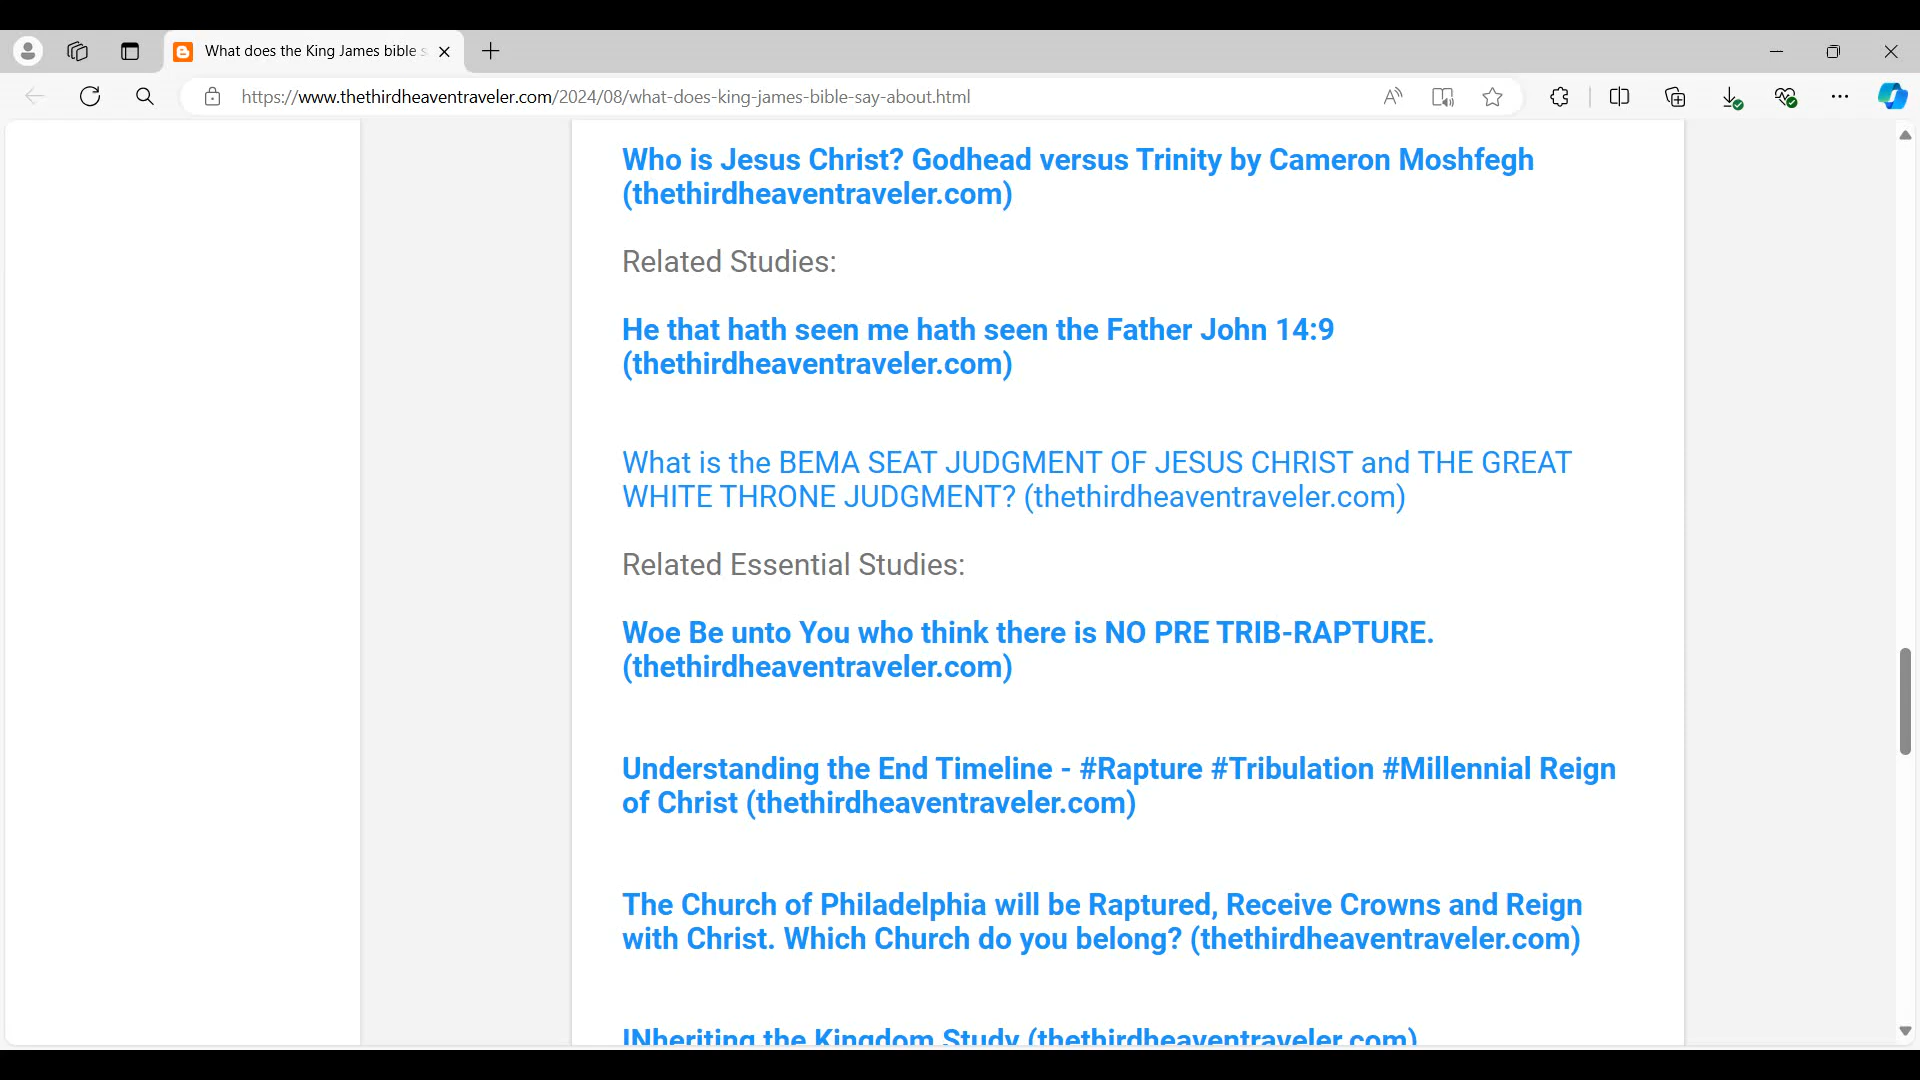 What does the King James bible s
https://www.thethirdheaventraveler.com/2024/08/what-does-king-james-bible-say-about.html
Who is Jesus Christ? Godhead versus Trinity by Cameron Moshfegh
(thethirdheaventraveler.com)
Related Studies:
He that hath seen me hath seen the Father John 14:9
(thethirdheaventraveler.com)
What is the BEMA SEAT JUDGMENT OF JESUS CHRIST and THE GREAT
WHITE THRONE JUDGMENT? (thethirdheaventraveler.com)
Related Essential Studies:
Woe Be unto You who think there is NO PRE TRIB-RAPTURE.
(thethirdheaventraveler.com)
Understanding the End Timeline - #Rapture #Tribulation #Millennial Reign
of Christ (thethirdheaventraveler.com)
The Church of Philadelphia will be Raptured, Receive Crowns and Reign
with Christ. Which Church do you belong? (thethirdheaventraveler.com)
INheriting the Kingdom Study (thethirdheaventraveler.com)